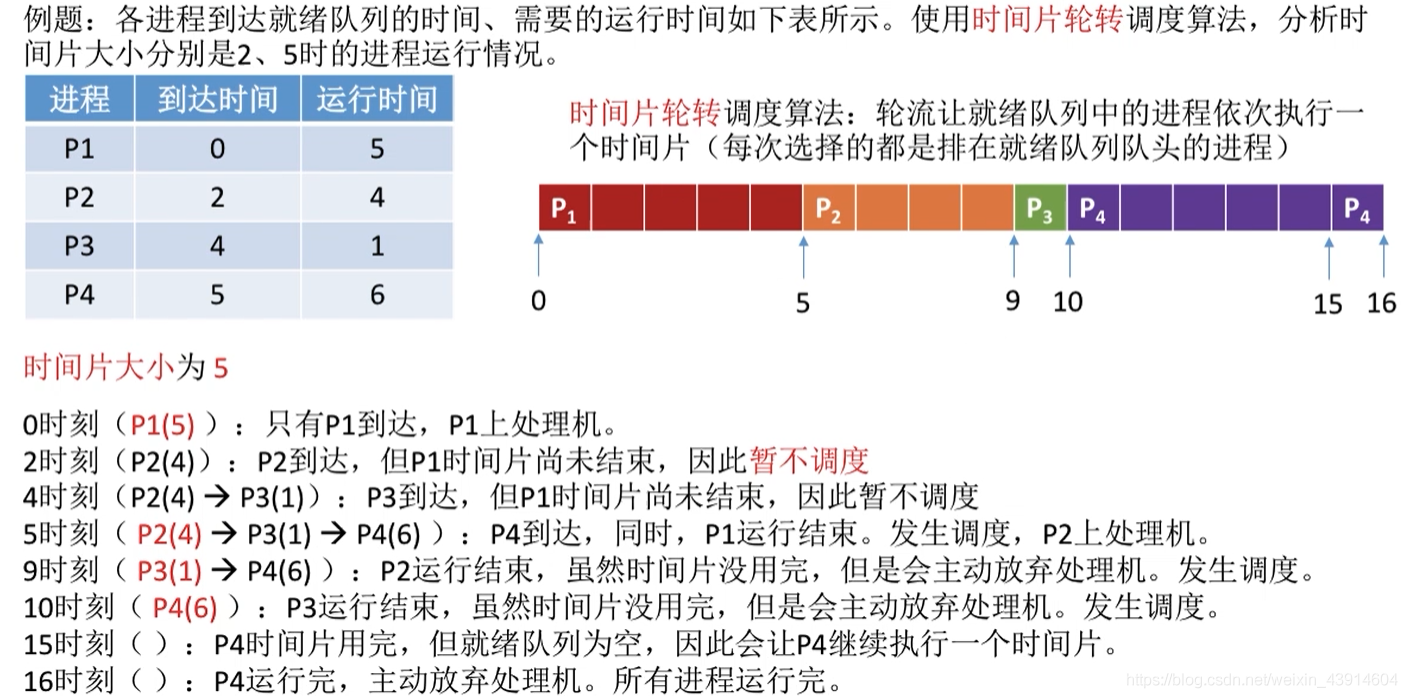 例题：各进程到达就绪队列的时间、需要的运行时间如下表所示。使用时间片轮转调度算法，分析时
间片大小分别是2、5时的进程运行情况。
进程 到达时间 运行时间
P1 0 5
P2 2 4
P3 4 1
P4 5 6
时间片轮转调度算法：轮流让就绪队列中的进程依次执行一
个时间片（每次选择的都是排在就绪队列队头的进程）
P1 P2 P3 P4 P4
0 5 9 10 15 16
时间片大小为 5
0时刻（P1(5) ）：只有P1到达，P1上处理机。
2时刻（P2(4)）：P2到达，但P1时间片尚未结束，因此暂不调度
4时刻（P2(4) → P3(1)）：P3到达，但P1时间片尚未结束，因此暂不调度
5时刻（ P2(4) → P3(1) → P4(6) ）：P4到达，同时，P1运行结束。发生调度，P2上处理机。
9时刻（ P3(1) → P4(6) ）：P2运行结束，虽然时间片没用完，但是会主动放弃处理机。发生调度。
10时刻（ P4(6) ）：P3运行结束，虽然时间片没用完，但是会主动放弃处理机。发生调度。
15时刻（ ）：P4时间片用完，但就绪队列为空，因此会让P4继续执行一个时间片。
16时刻（ ）：P4运行完，主动放弃处理机。所有进程运行完。
https://blog.csdn.net/weixin_43914604